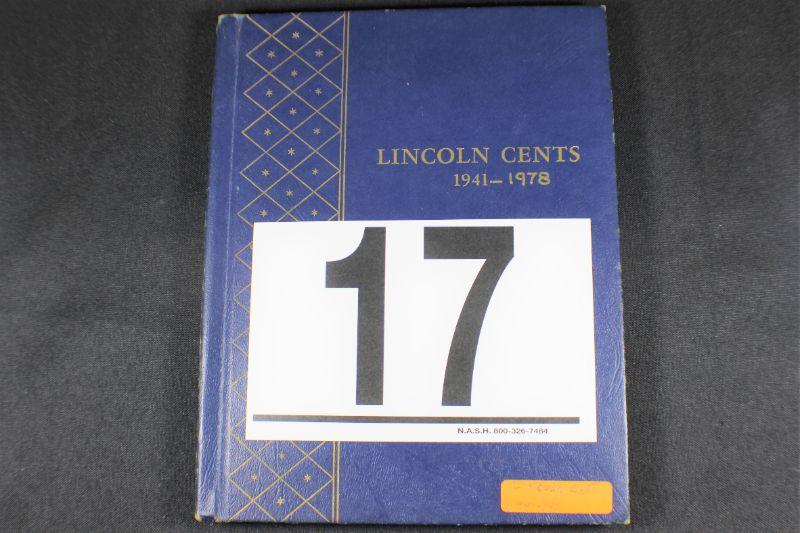 LINCOLN CENTS
1941-1978
17
N.A.S.H. 800-326-7484